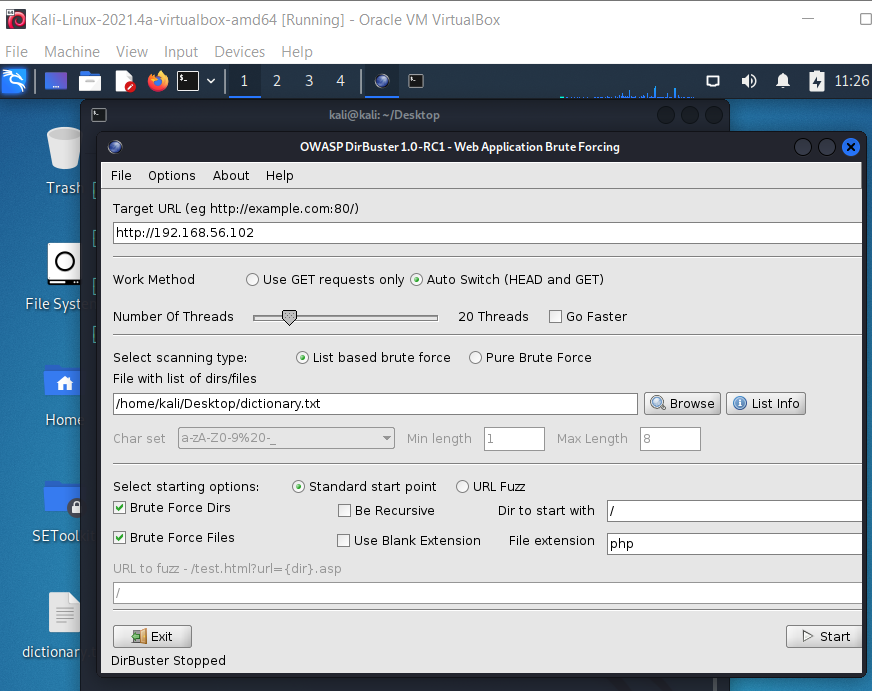 Kali-Linux-2021.4a-virtualbox-amd64 [Running] - Oracle VM VirtualBox
File Machine View Input Devices Help
1 2 3 4 11:26
kali@kali: ~/Desktop
OWASP DirBuster 1.0-RC1 - Web Application Brute Forcing
File Options About Help
Trash
Target URL (eg http://example.com:80/)
http://192.168.56.102
Work Method Use GET requests only Auto Switch (HEAD and GET)
File Syst
Number Of Threads 20 Threads Go Faster
Select scanning type: List based brute force Pure Brute Force
File with list of dirs/files
/home/kali/Desktop/dictionary.txt Browse List Info
Home
Char set a-zA-Z0-9%20-_ Min length 1 Max Length 8
Select starting options: Standard start point URL Fuzz
Brute Force Dirs Be Recursive Dir to start with /
SEToolk
Brute Force Files Use Blank Extension File extension php
URL to fuzz - /test.html?url={dir}.asp
/
Exit Start
dictionar
DirBuster Stopped